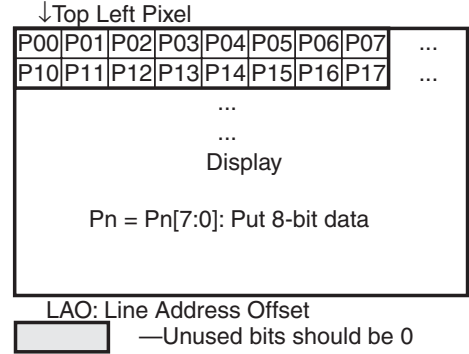 ↓Top Left Pixel
P00 P01 P02 P03 P04 P05 P06 P07 ...
P10 P11 P12 P13 P14 P15 P16 P17 ...
...
...
Display
Pn = Pn[7:0]: Put 8-bit data
LAO: Line Address Offset
—Unused bits should be 0